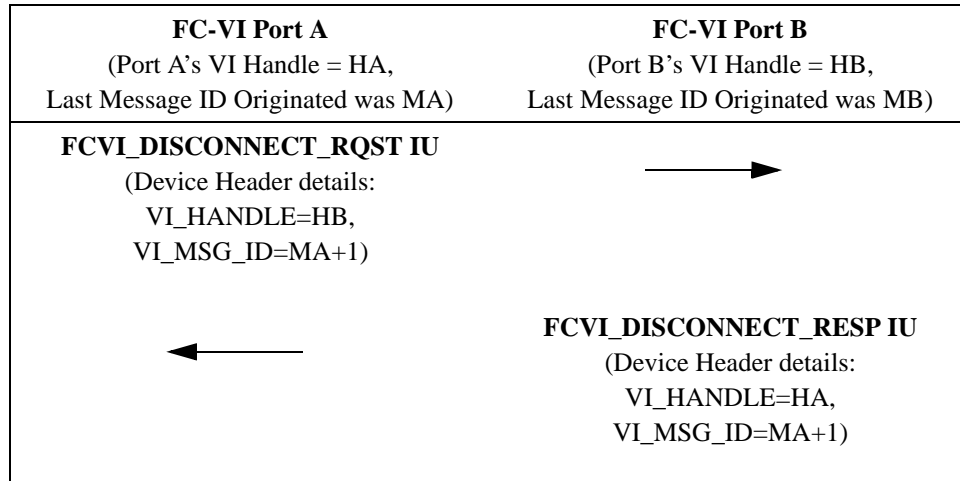 FC-VI Port A
(Port A’s VI Handle = HA,
Last Message ID Originated was MA)
FC-VI Port B
(Port B’s VI Handle = HB,
Last Message ID Originated was MB)
FCVI_DISCONNECT_RQST IU
(Device Header details:
VI_HANDLE=HB,
VI_MSG_ID=MA+1)
FCVI_DISCONNECT_RESP IU
(Device Header details:
VI_HANDLE=HA,
VI_MSG_ID=MA+1)